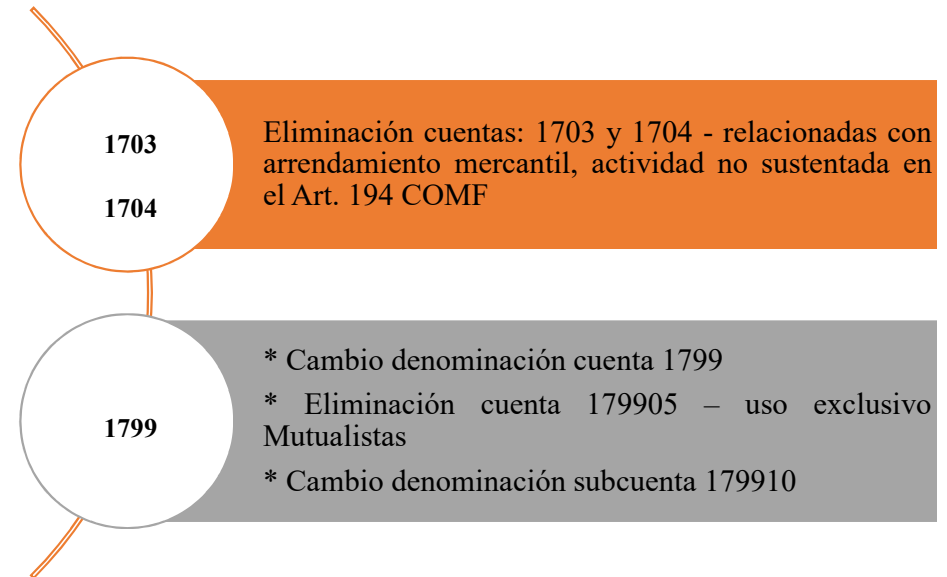 1703
1704
Eliminación cuentas: 1703 y 1704 - relacionadas con
arrendamiento mercantil, actividad no sustentada en
el Art. 194 COMF
1799
* Cambio denominación cuenta 1799
* Eliminación cuenta 179905 – uso exclusivo
Mutualistas
* Cambio denominación subcuenta 179910